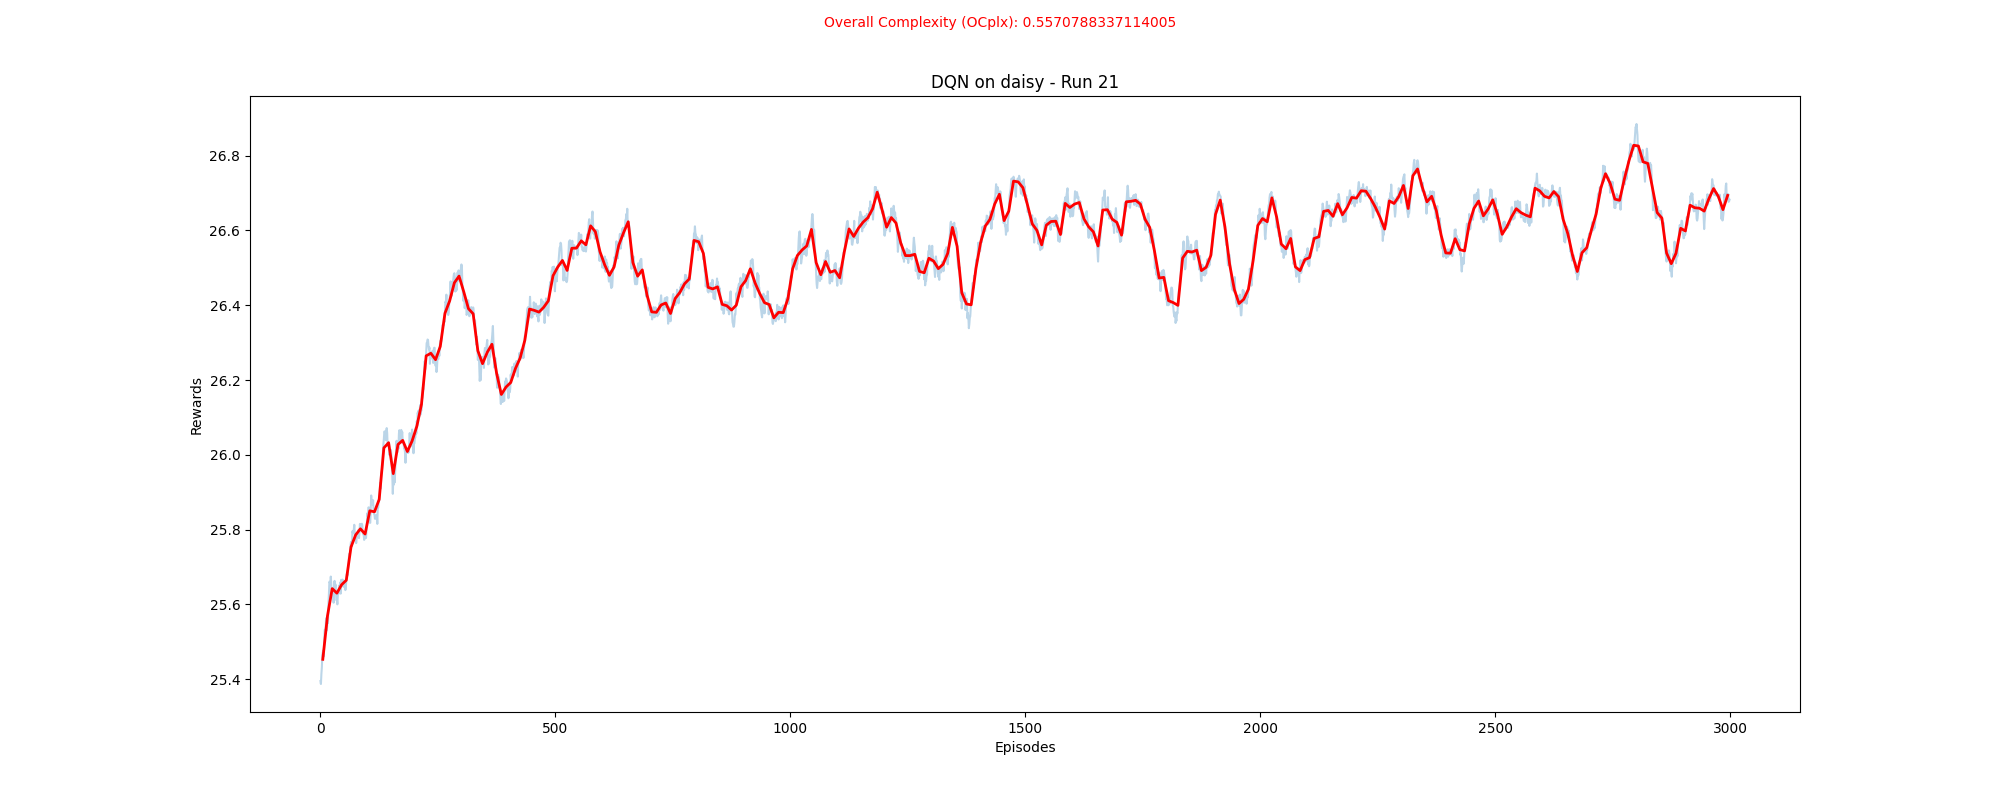 Overall Complexity (OCplx): 0.5570788337114005
DQN on daisy - Run 21
26.8
26.6
26.4
26.2
26.0
25.8
25.6
25.4
Rewards
0 500 1000 1500 2000 2500 3000
Episodes